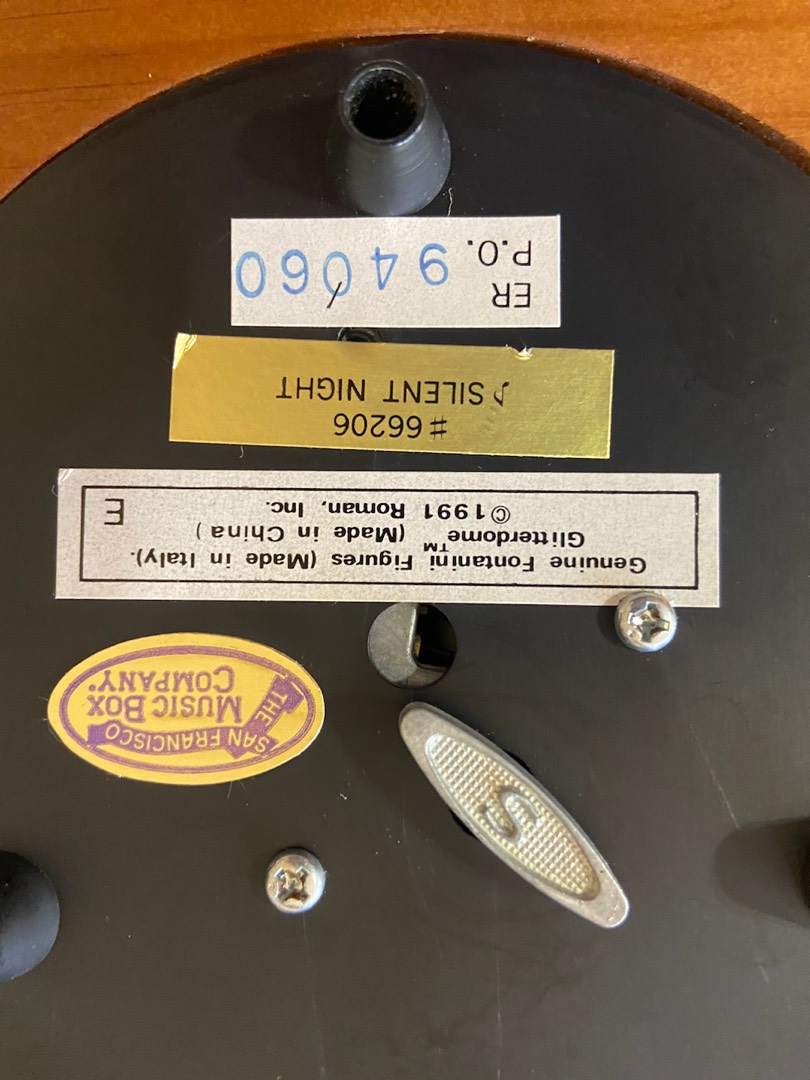 S
THE
SAN FRANCISCO
MUSIC BOX
COMPANY®
Genuine Fontanini® Figures (Made in Italy).
Glitterdome™ (Made in China)
©1991 Roman, Inc. E
#66206
♪ SILENT NIGHT
ER
P.O. 94060